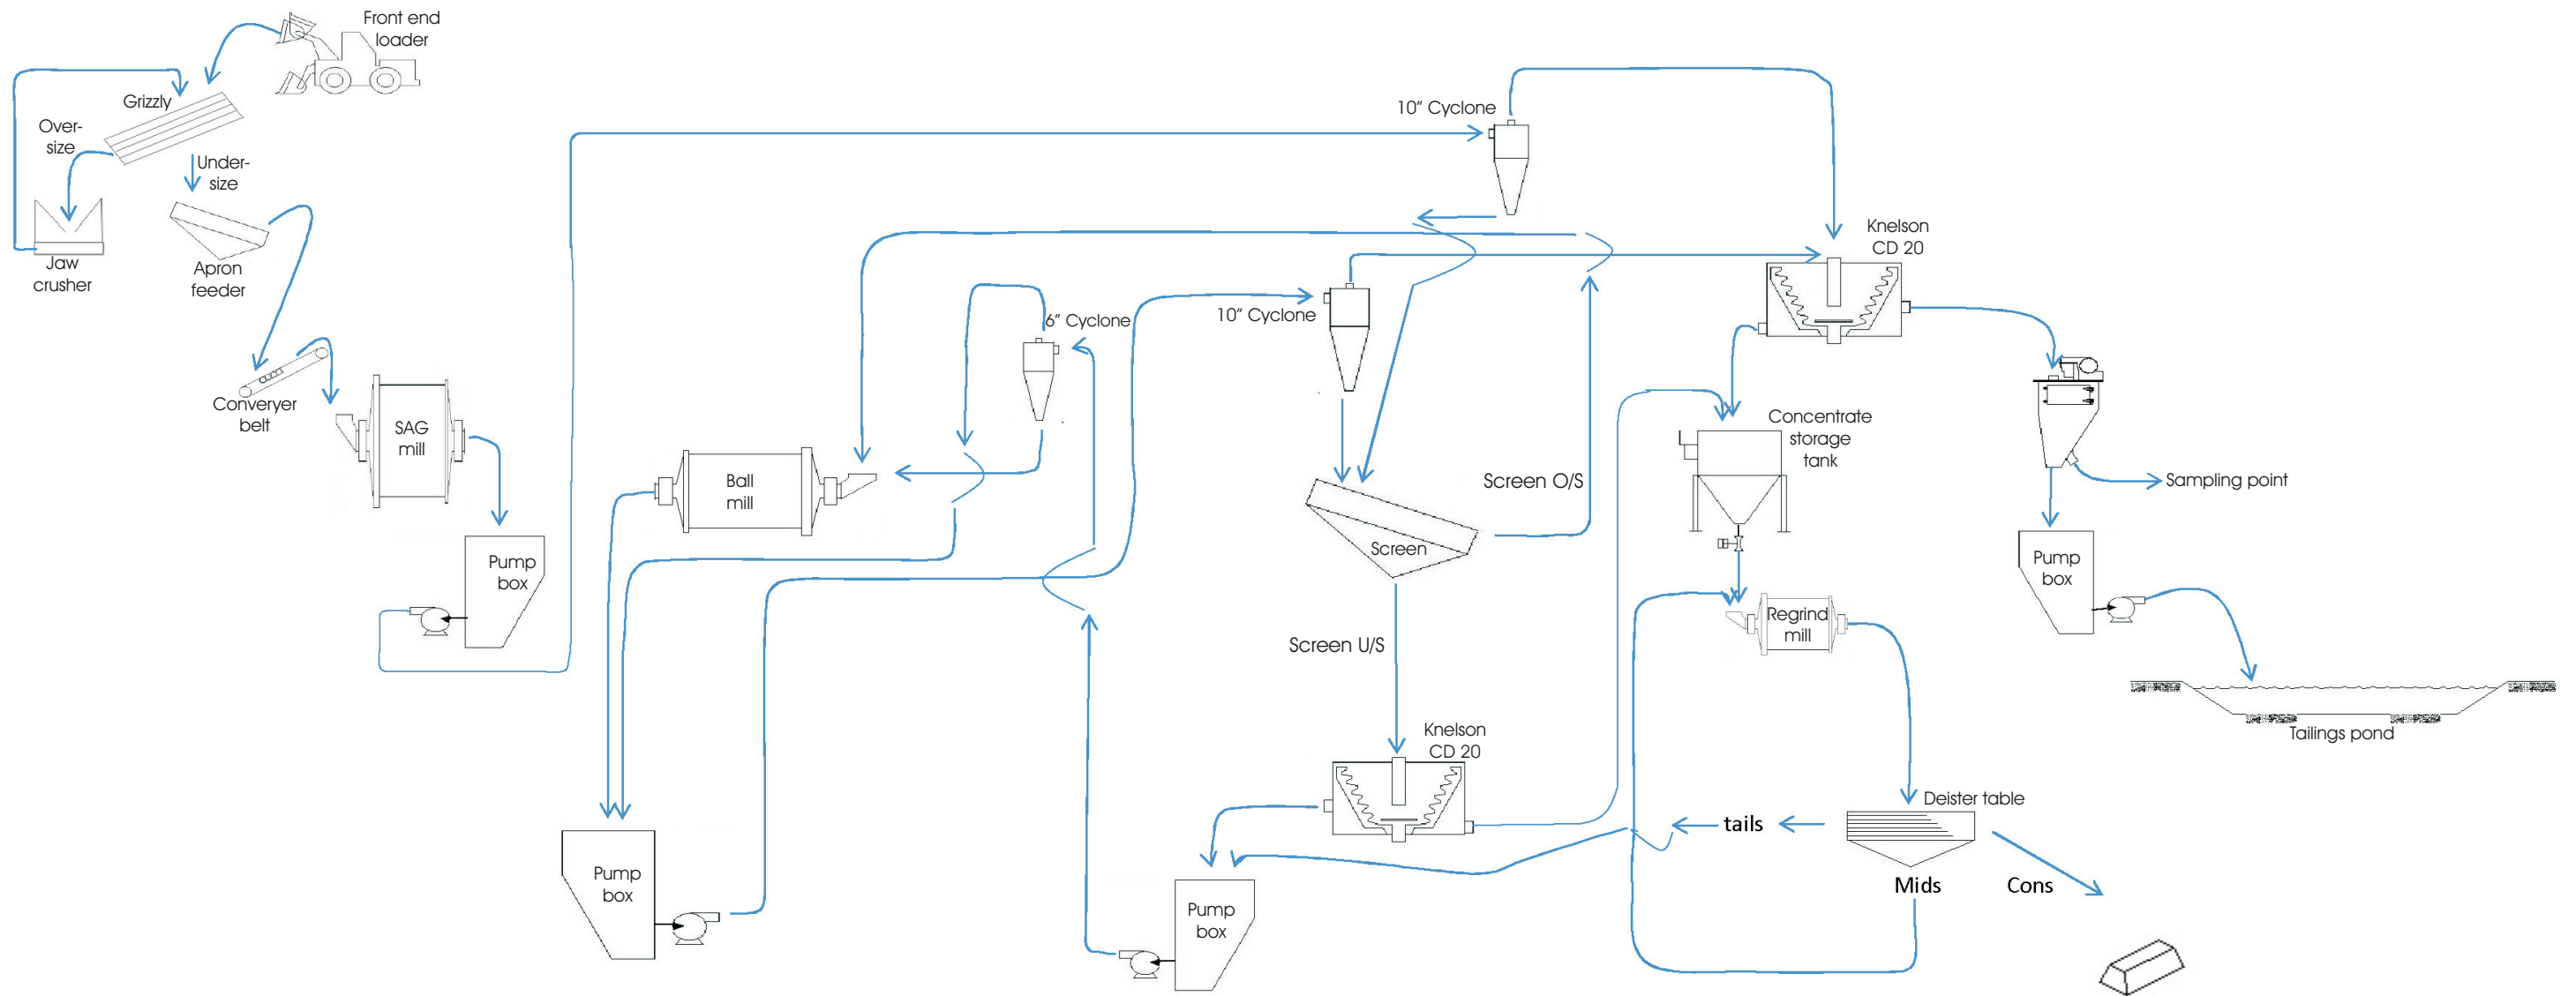 Front end
loader
Grizzly
Over-
size
Under-
size
Jaw
crusher
Apron
feeder
Converyer
belt
SAG
mill
Pump
box
10” Cyclone
Knelson
CD 20
6” Cyclone
10” Cyclone
Ball
mill
Screen O/S
Screen
Screen U/S
Concentrate
storage
tank
Sampling point
Pump
box
Regrind
mill
Tailings pond
Knelson
CD 20
Deister table
tails
Mids
Cons
Pump
box
Pump
box